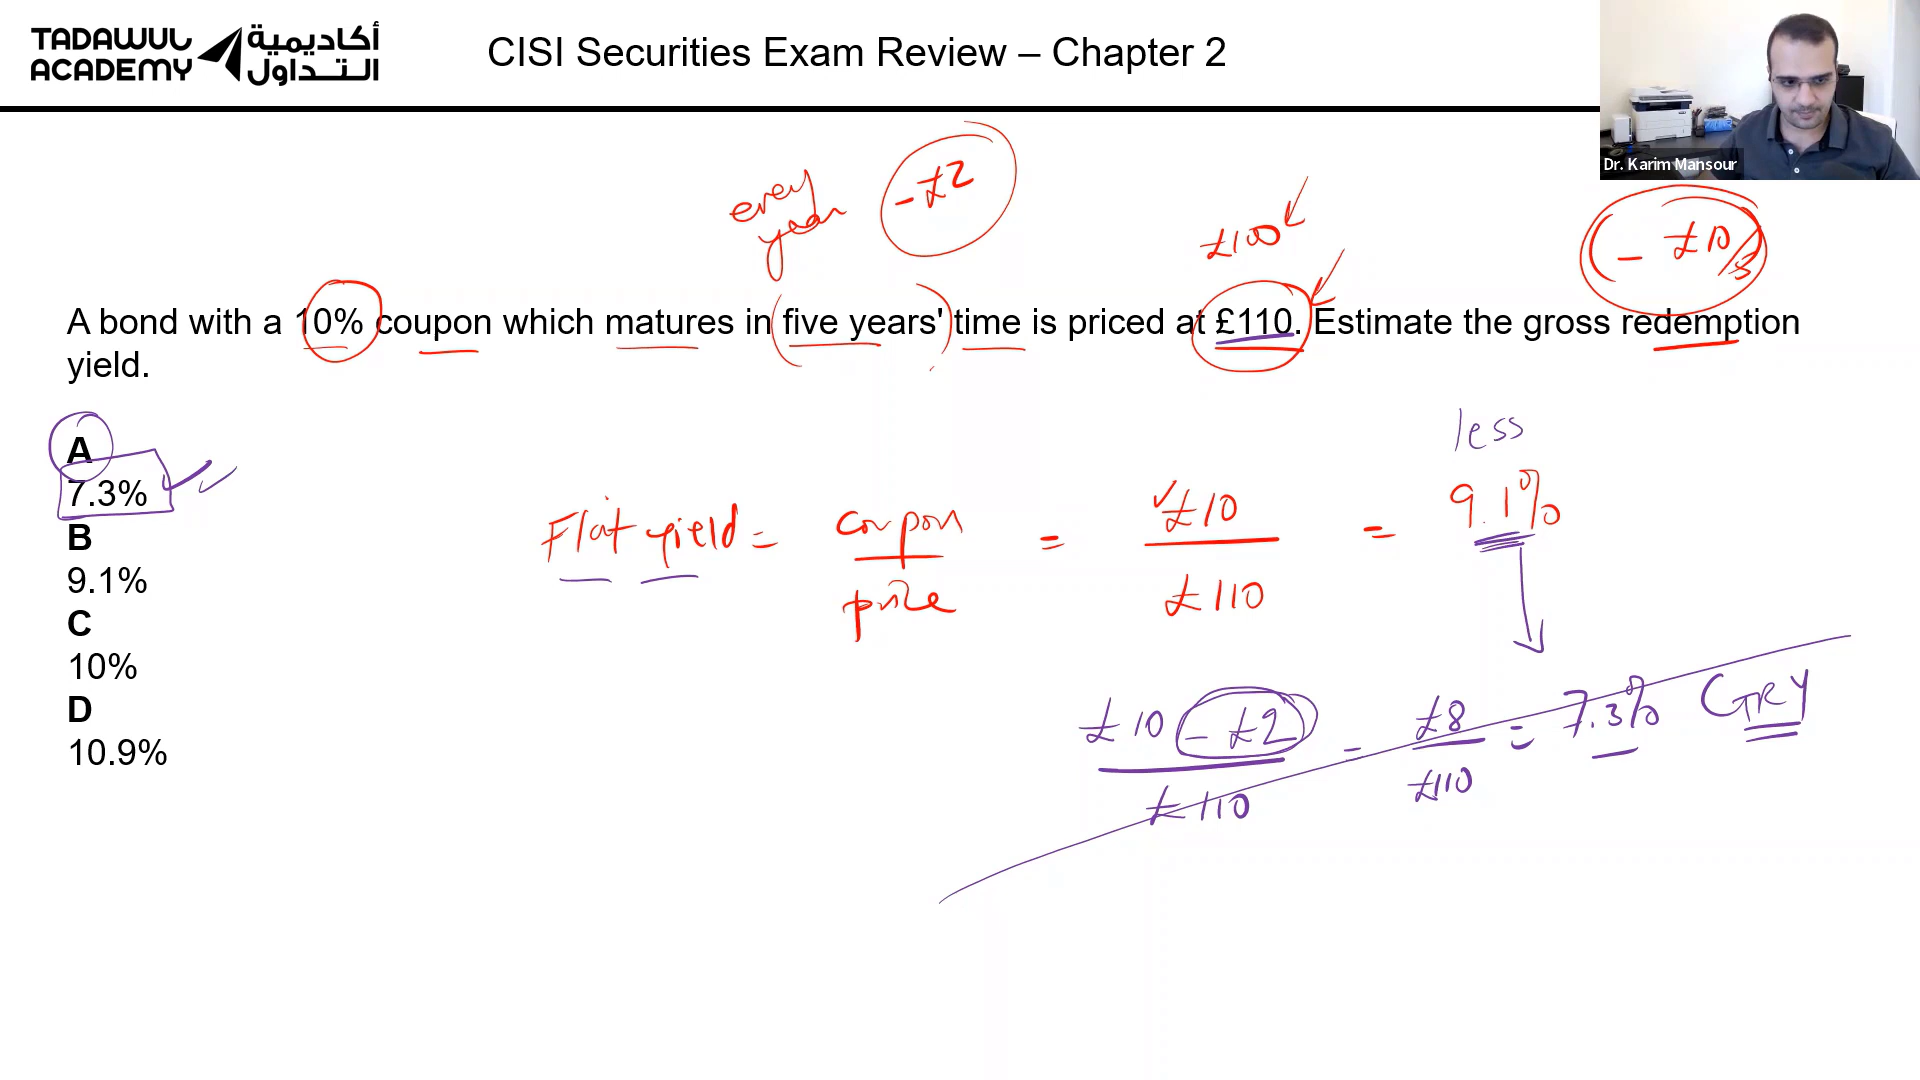 TADAWUL أكاديمية
ACADEMY التـداول
CISI Securities Exam Review – Chapter 2
Dr. Karim Mansour
every
year
-£2
£100
- £10/5
A bond with a 10% coupon which matures in five years' time is priced at £110. Estimate the gross redemption
yield.
A
7.3%
B
9.1%
C
10%
D
10.9%
less
Flat yield = coupon / price = £10 / £110 = 9.1%
£10 - £2 / £110 = £8 / £110 = 7.3% GRY